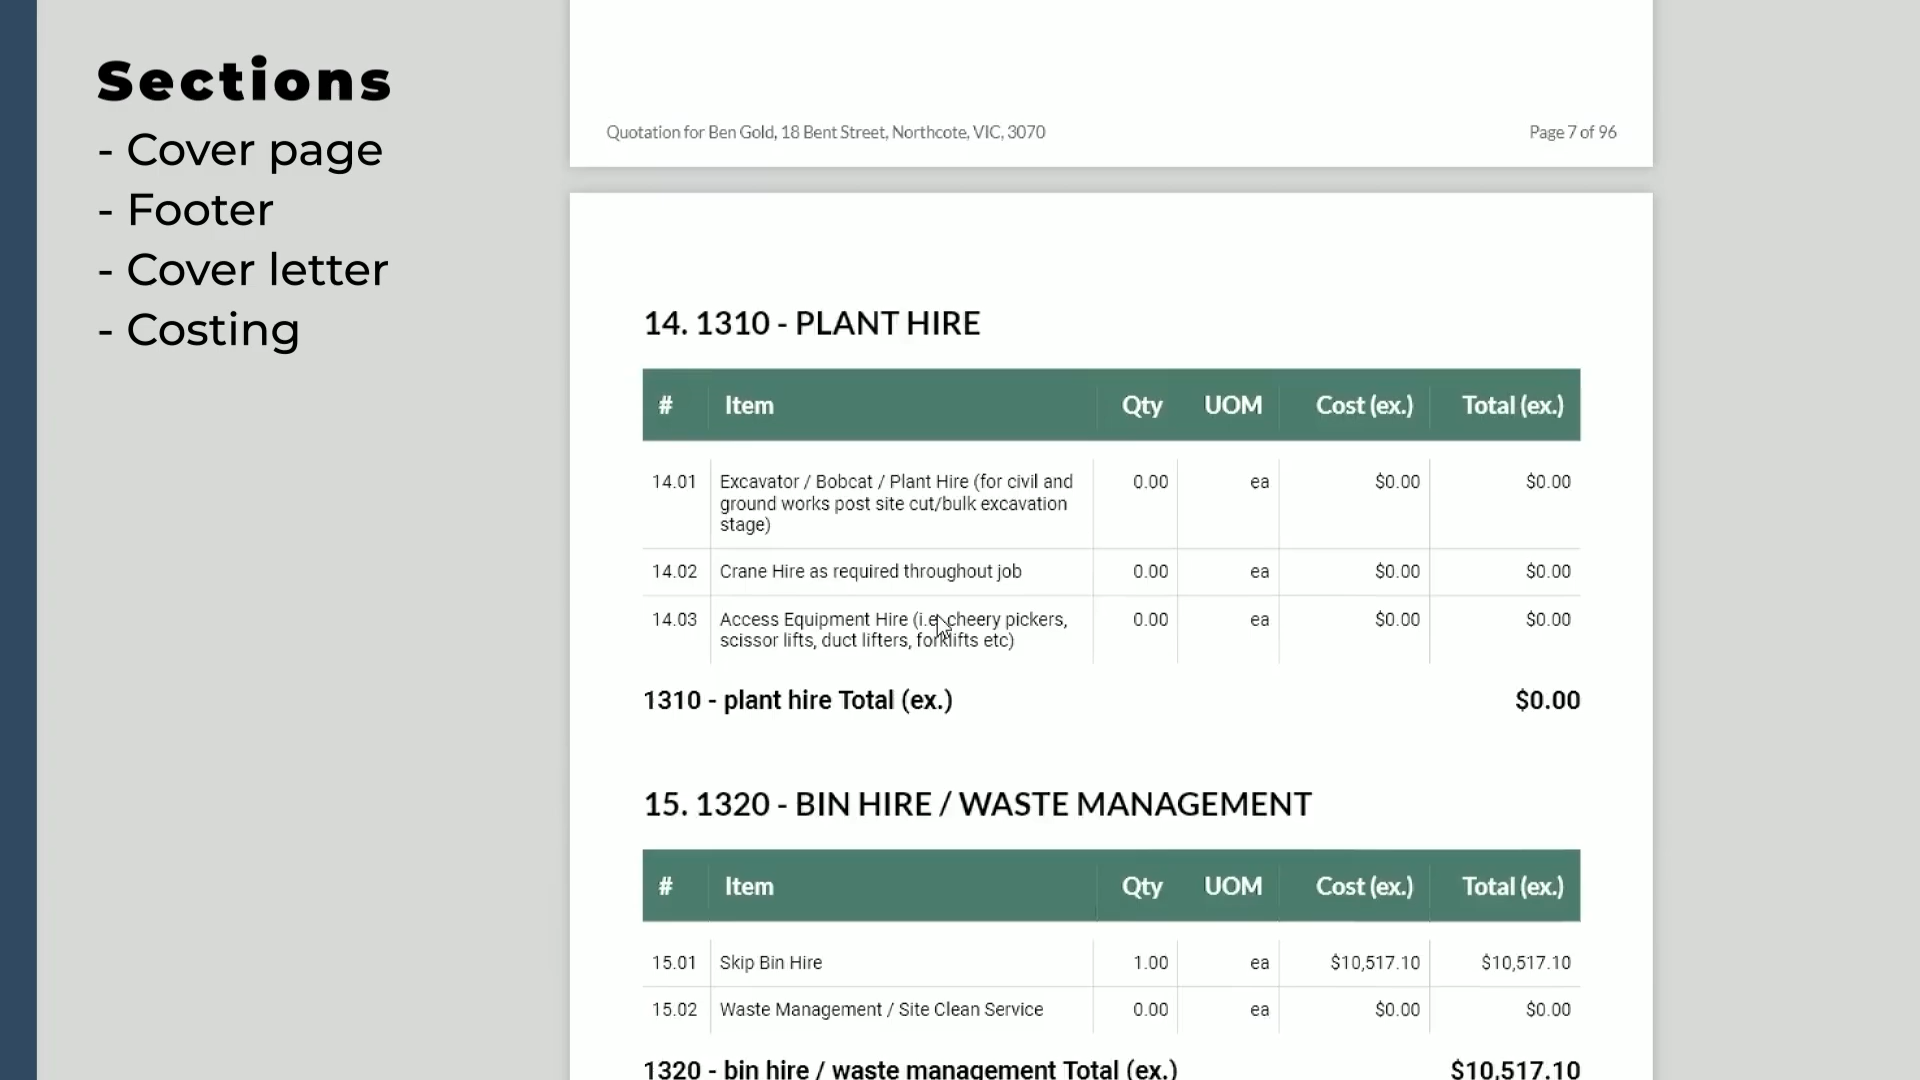 Sections
- Cover page
- Footer
- Cover letter
- Costing
Quotation for Ben Gold, 18 Bent Street, Northcote, VIC, 3070 Page 7 of 96
14. 1310 - PLANT HIRE
# Item Qty UOM Cost (ex.) Total (ex.)
14.01 Excavator / Bobcat / Plant Hire (for civil and 0.00 ea $0.00 $0.00
ground works post site cut/bulk excavation
stage)
14.02 Crane Hire as required throughout job 0.00 ea $0.00 $0.00
14.03 Access Equipment Hire (i.e. cheery pickers, 0.00 ea $0.00 $0.00
scissor lifts, duct lifters, forklifts etc)
1310 - plant hire Total (ex.) $0.00
15. 1320 - BIN HIRE / WASTE MANAGEMENT
# Item Qty UOM Cost (ex.) Total (ex.)
15.01 Skip Bin Hire 1.00 ea $10,517.10 $10,517.10
15.02 Waste Management / Site Clean Service 0.00 ea $0.00 $0.00
1320 - bin hire / waste management Total (ex.) $10,517.10